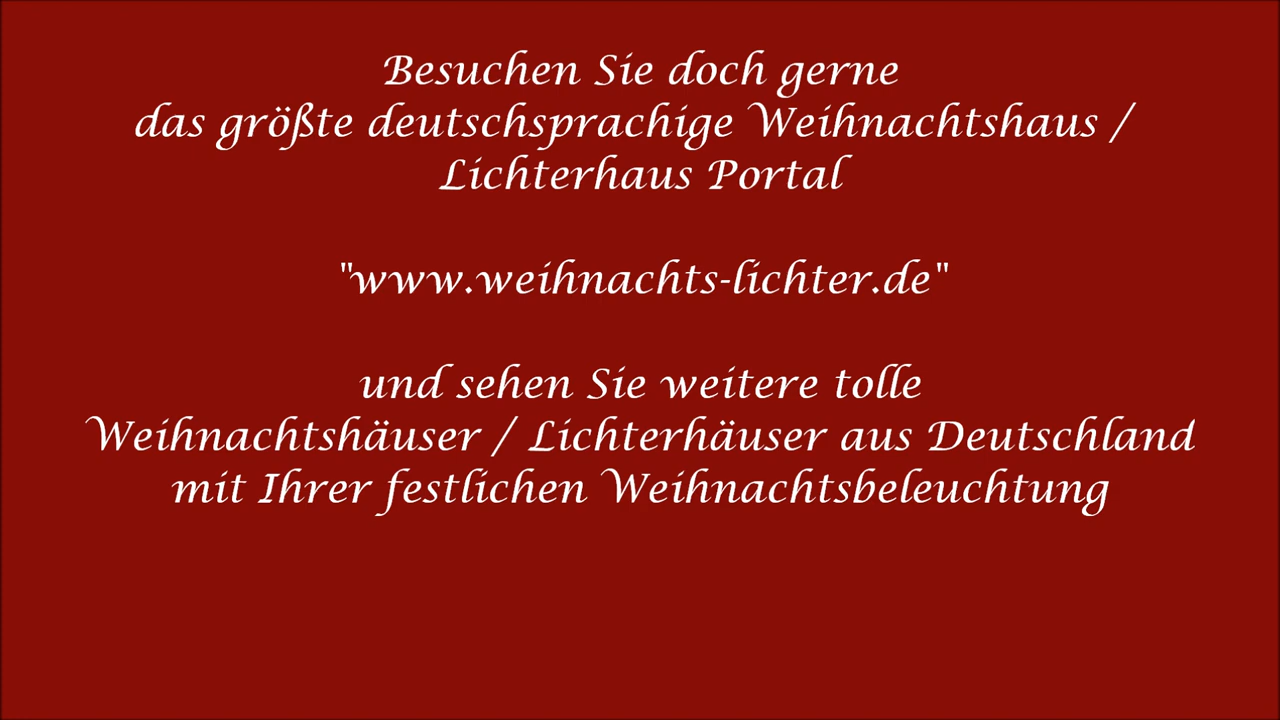 Besuchen Sie doch gerne
das größte deutschsprachige Weihnachtshaus /
Lichterhaus Portal
"www.weihnachts-lichter.de"
und sehen Sie weitere tolle
Weihnachtshäuser / Lichterhäuser aus Deutschland
mit Ihrer festlichen Weihnachtsbeleuchtung